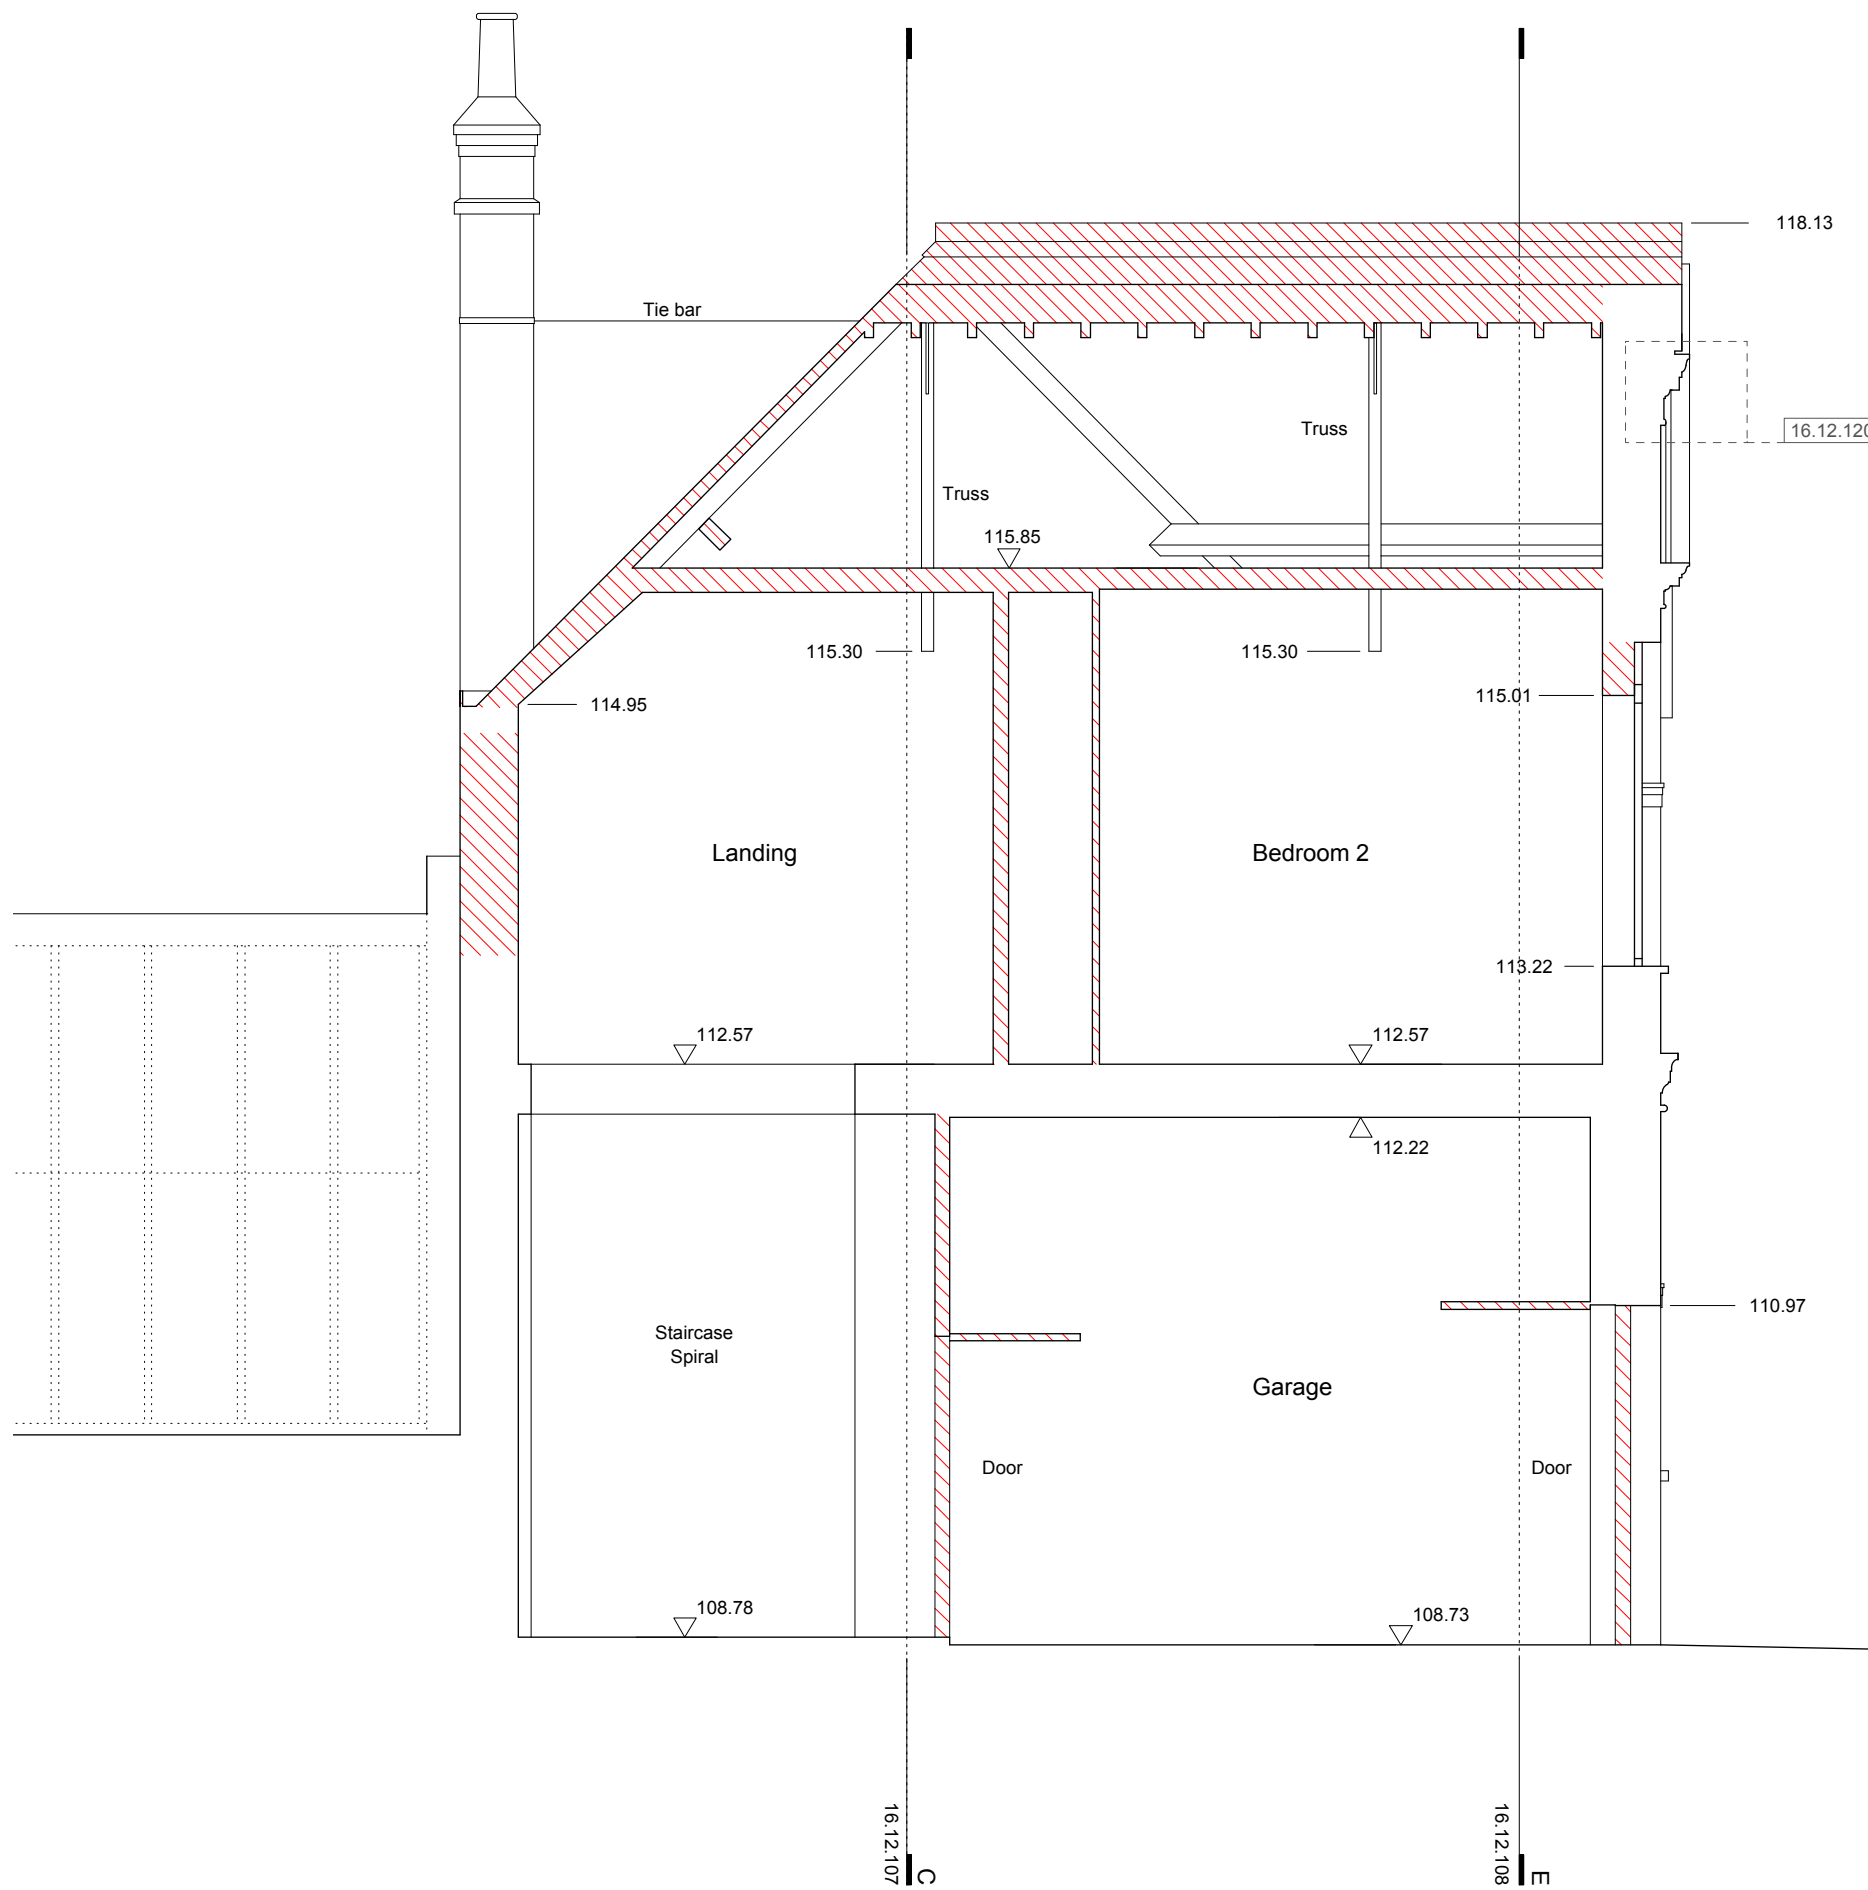 118.13
Tie bar
Truss
16.12.120
Truss
115.85
115.30
115.30
115.01
114.95
Landing
Bedroom 2
113.22
112.57
112.57
112.22
110.97
Staircase
Spiral
Garage
Door
Door
108.78
108.73
16.12.107
C
16.12.108
E